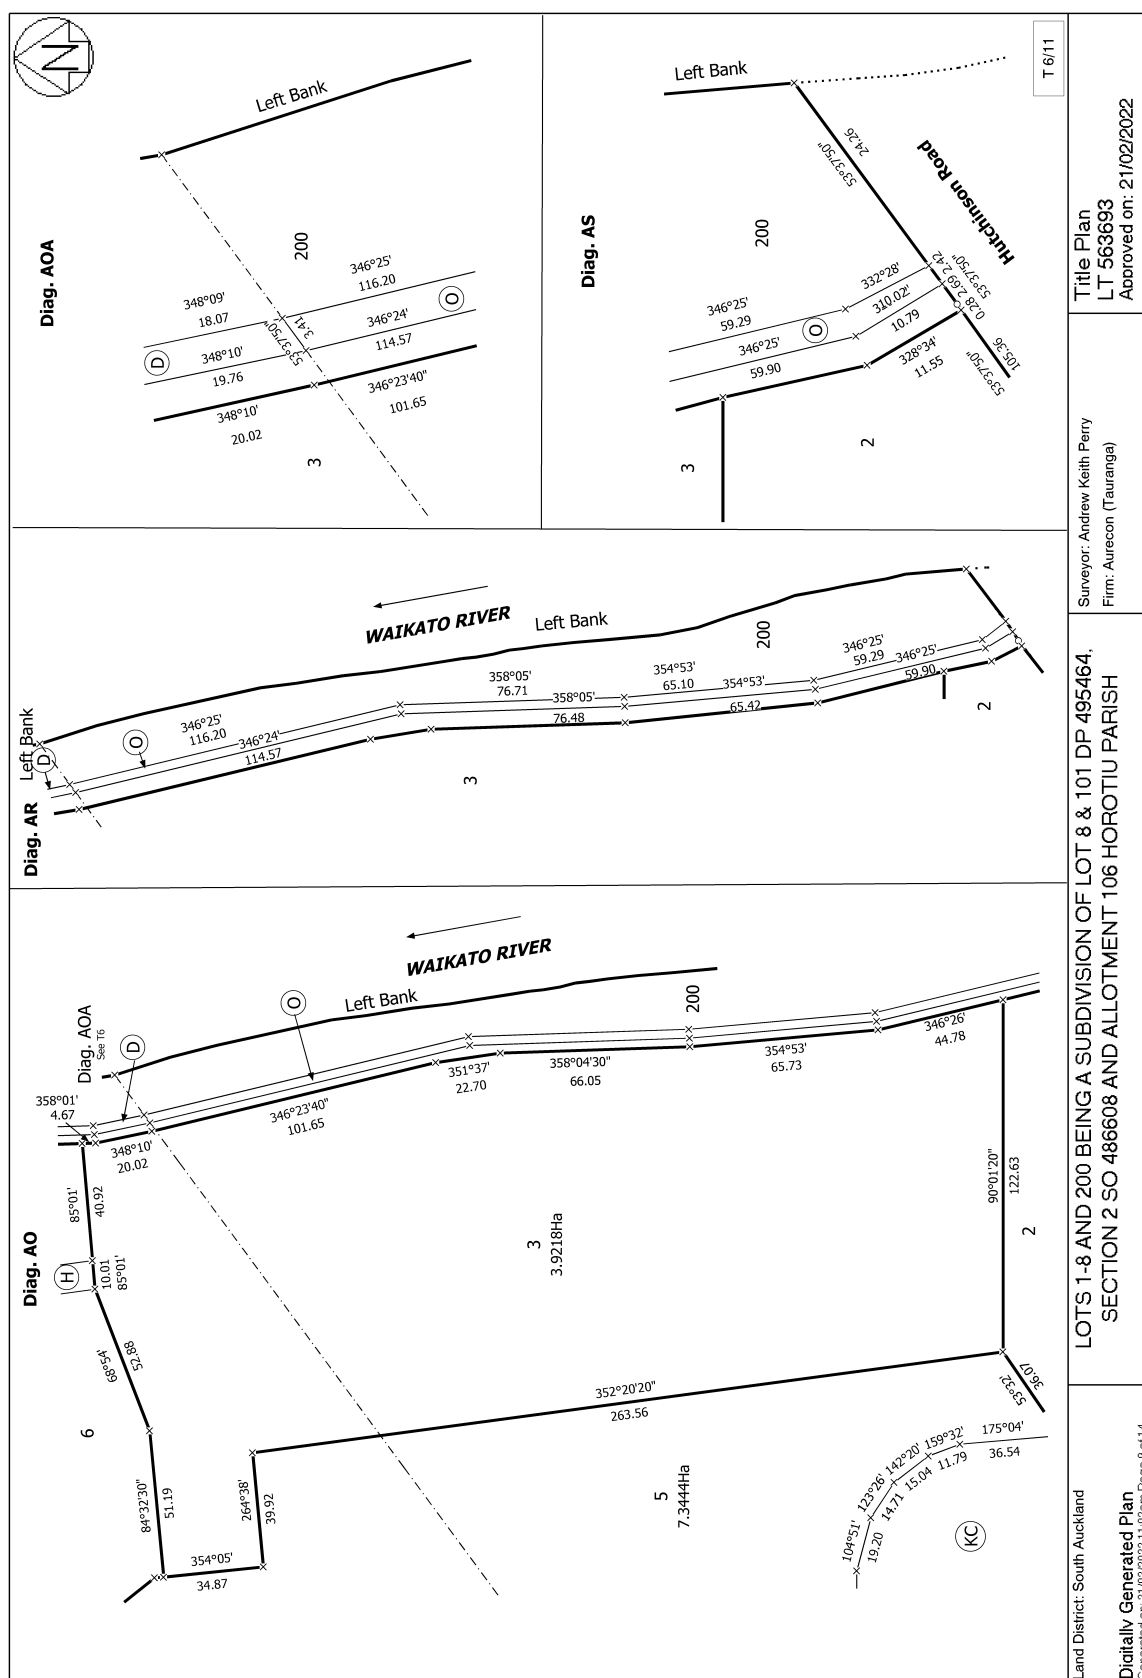 N
T 6/11
Diag. AOA
Left Bank
200
348°09'
18.07
346°25'
116.20
D
O
53°37'50"
3.41
348°10'
19.76
346°24'
114.57
348°10'
20.02
346°23'40"
101.65
3
Diag. AS
Left Bank
24.26
53°37'50"
Hutchinson Road
200
332°28'
346°25'
59.29
O
310.02'
346°25'
59.90
10.79
328°34'
11.55
0.28 2.69 2.42
53°37'50"
105.36
53°37'50"
3
2
Diag. AR
Left Bank
D
O
WAIKATO RIVER
Left Bank
200
346°25'
116.20
346°24'
114.57
358°05'
76.71
358°05'
76.48
354°53'
65.10
354°53'
65.42
346°25'
59.29
346°25'
59.90
3
2
Diag. AO
Diag. AOA
See T6
D
O
WAIKATO RIVER
Left Bank
200
358°01'
4.67
348°10'
20.02
346°23'40"
101.65
351°37'
22.70
358°04'30"
66.05
354°53'
65.73
346°26'
44.78
85°01'
40.92
H
10.01
85°01'
68°54'
52.88
6
84°32'30"
51.19
354°05'
34.87
264°38'
39.92
3
3.9218Ha
90°01'20"
122.63
2
352°20'20"
263.56
53°32'
36.07
5
7.3444Ha
104°51'
19.20
123°26'
14.71
142°20'
15.04
159°32'
11.79
175°04'
36.54
KC
Land District: South Auckland
Digitally Generated Plan
Generated on: 21/02/2022 11:03am Page 9 of 14
LOTS 1-8 AND 200 BEING A SUBDIVISION OF LOT 8 & 101 DP 495464,
SECTION 2 SO 486608 AND ALLOTMENT 106 HOROTIU PARISH
Surveyor: Andrew Keith Perry
Firm: Aurecon (Tauranga)
Title Plan
LT 563693
Approved on: 21/02/2022